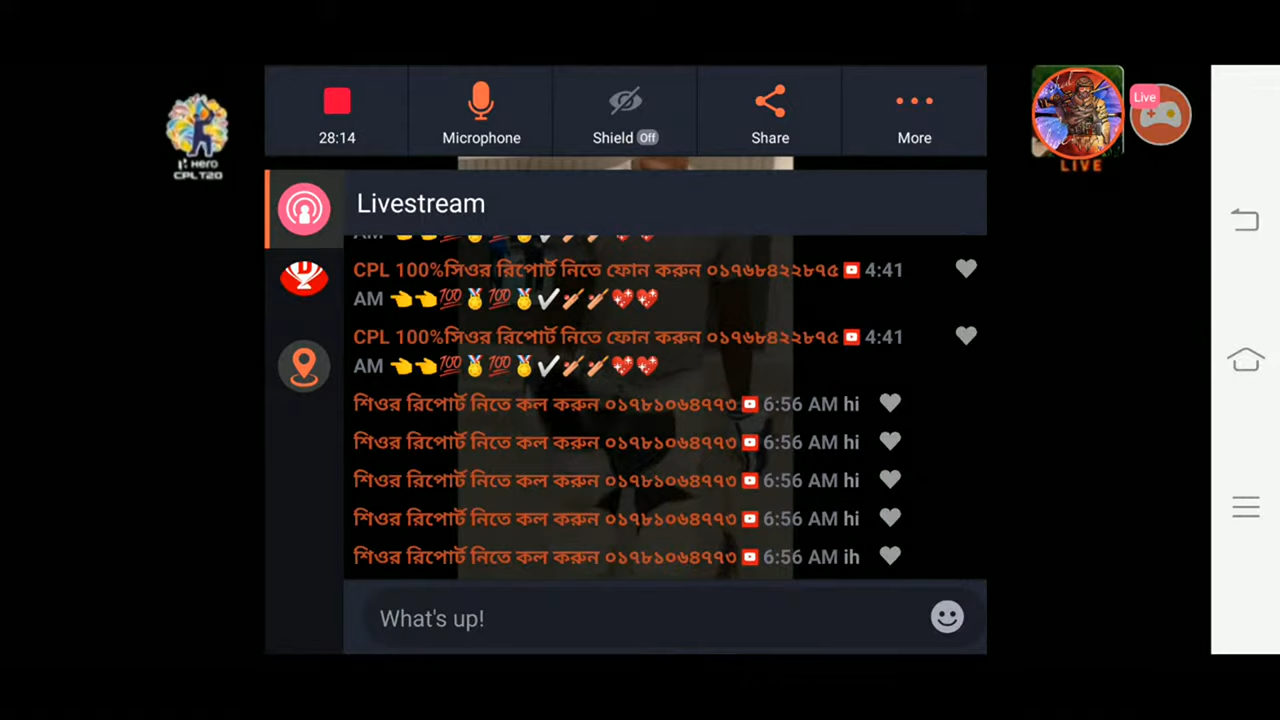 28:14
Microphone
Shield Off
Share
More
Hero
CPLT20
Live
LIVE
Livestream
AM 👈👈💯🥇💯🥇✔️🏏🏏💖💖
CPL 100%সিওর রিপোর্ট নিতে ফোন করুন ০১৭৬৮৪২২৮৭৫ 4:41
AM 👈👈💯🥇💯🥇✔️🏏🏏💖💖
CPL 100%সিওর রিপোর্ট নিতে ফোন করুন ০১৭৬৮৪২২৮৭৫ 4:41
AM 👈👈💯🥇💯🥇✔️🏏🏏💖💖
শিওর রিপোর্ট নিতে কল করুন ০১৭৮১০৬৪৭৭৩ 6:56 AM hi
শিওর রিপোর্ট নিতে কল করুন ০১৭৮১০৬৪৭৭৩ 6:56 AM hi
শিওর রিপোর্ট নিতে কল করুন ০১৭৮১০৬৪৭৭৩ 6:56 AM hi
শিওর রিপোর্ট নিতে কল করুন ০১৭৮১০৬৪৭৭৩ 6:56 AM hi
শিওর রিপোর্ট নিতে কল করুন ০১৭৮১০৬৪৭৭৩ 6:56 AM ih
What's up!